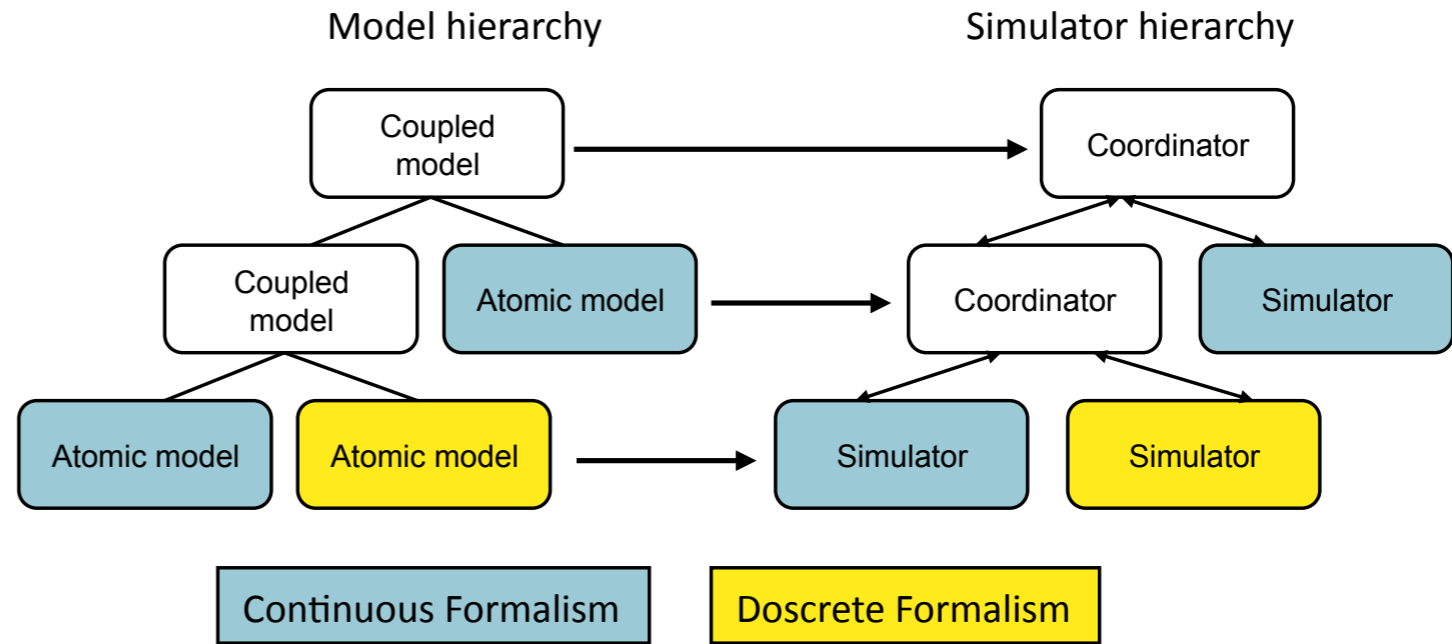 Model hierarchy
Simulator hierarchy
Coupled
model
Coordinator
Coupled
model
Atomic model
Coordinator
Simulator
Atomic model
Atomic model
Simulator
Simulator
Continuous Formalism
Doscrete Formalism